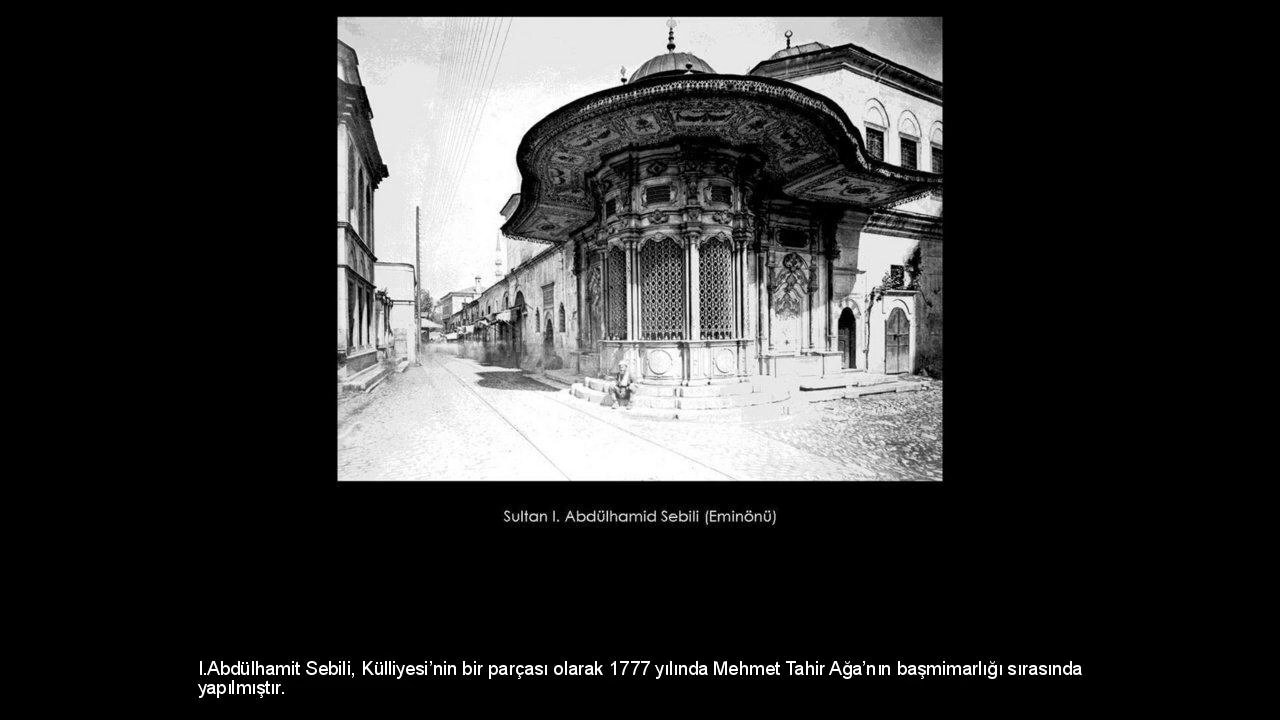 Sultan I. Abdülhamid Sebili (Eminönü)
I.Abdülhamit Sebili, Külliyesi’nin bir parçası olarak 1777 yılında Mehmet Tahir Ağa’nın başmimarlığı sırasında
yapılmıştır.